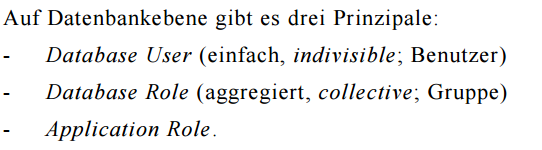 Auf Datenbankebene gibt es drei Prinzipale:
- Database User (einfach, indivisible; Benutzer)
- Database Role (aggregiert, collective; Gruppe)
- Application Role.